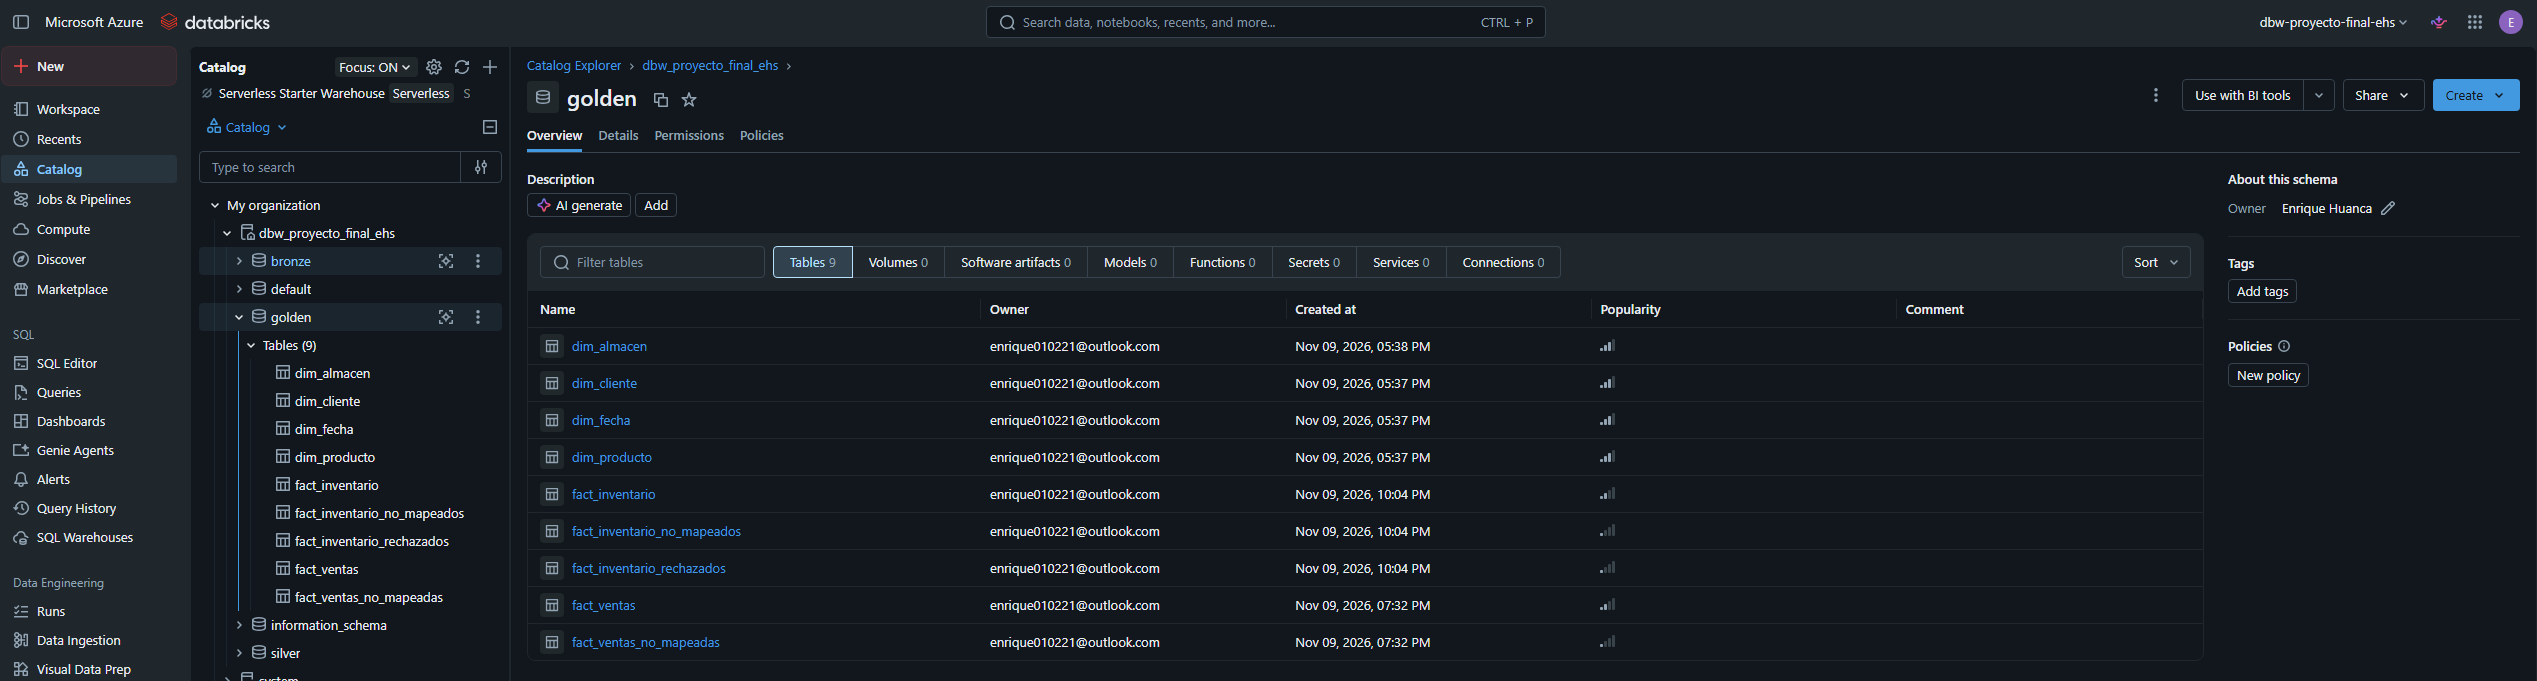 Microsoft Azure databricks
Search data, notebooks, recents, and more... CTRL + P
dbw-proyecto-final-ehs E
New
Workspace
Recents
Catalog
Jobs & Pipelines
Compute
Discover
Marketplace
SQL
SQL Editor
Queries
Dashboards
Genie Agents
Alerts
Query History
SQL Warehouses
Data Engineering
Runs
Data Ingestion
Visual Data Prep
Catalog Focus: ON
Serverless Starter Warehouse Serverless S
Catalog
Type to search
My organization
dbw_proyecto_final_ehs
bronze
default
golden
Tables (9)
dim_almacen
dim_cliente
dim_fecha
dim_producto
fact_inventario
fact_inventario_no_mapeados
fact_inventario_rechazados
fact_ventas
fact_ventas_no_mapeadas
information_schema
silver
system
Catalog Explorer › dbw_proyecto_final_ehs ›
golden
Use with BI tools Share Create
Overview Details Permissions Policies
Description
AI generate Add
Filter tables Tables 9 Volumes 0 Software artifacts 0 Models 0 Functions 0 Secrets 0 Services 0 Connections 0 Sort
Name Owner Created at Popularity Comment
dim_almacen enrique010221@outlook.com Nov 09, 2026, 05:38 PM
dim_cliente enrique010221@outlook.com Nov 09, 2026, 05:37 PM
dim_fecha enrique010221@outlook.com Nov 09, 2026, 05:37 PM
dim_producto enrique010221@outlook.com Nov 09, 2026, 05:37 PM
fact_inventario enrique010221@outlook.com Nov 09, 2026, 10:04 PM
fact_inventario_no_mapeados enrique010221@outlook.com Nov 09, 2026, 10:04 PM
fact_inventario_rechazados enrique010221@outlook.com Nov 09, 2026, 10:04 PM
fact_ventas enrique010221@outlook.com Nov 09, 2026, 07:32 PM
fact_ventas_no_mapeadas enrique010221@outlook.com Nov 09, 2026, 07:32 PM
About this schema
Owner Enrique Huanca
Tags
Add tags
Policies
New policy